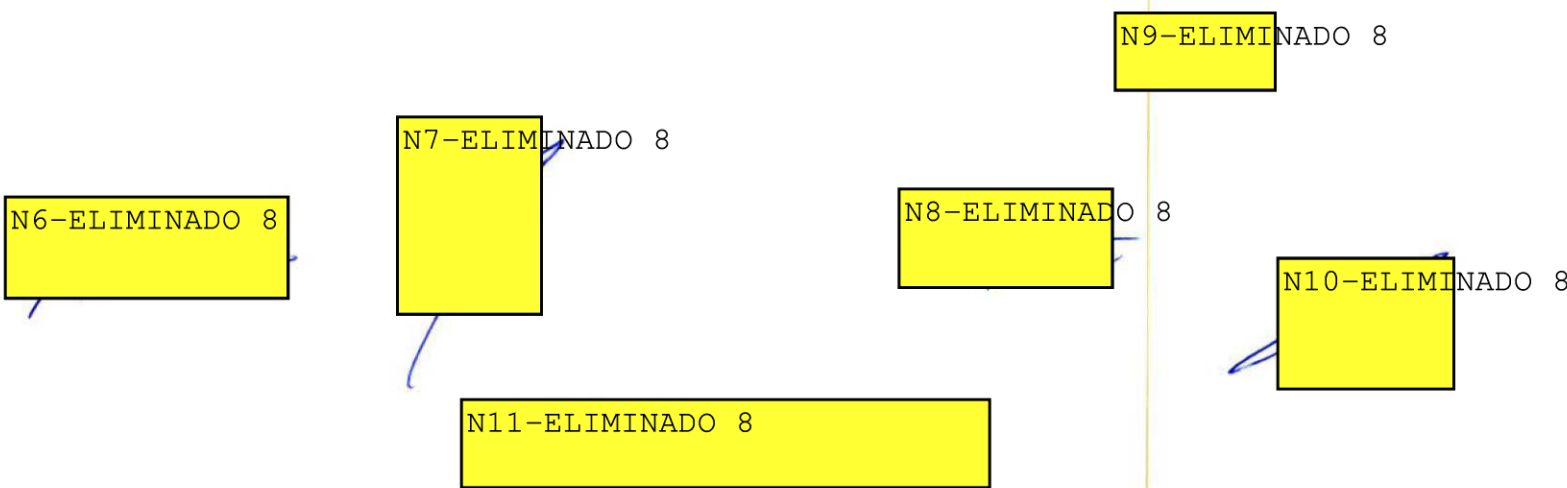 N9-ELIMINADO 8
N7-ELIMINADO 8
N6-ELIMINADO 8
N8-ELIMINADO 8
N10-ELIMINADO 8
N11-ELIMINADO 8